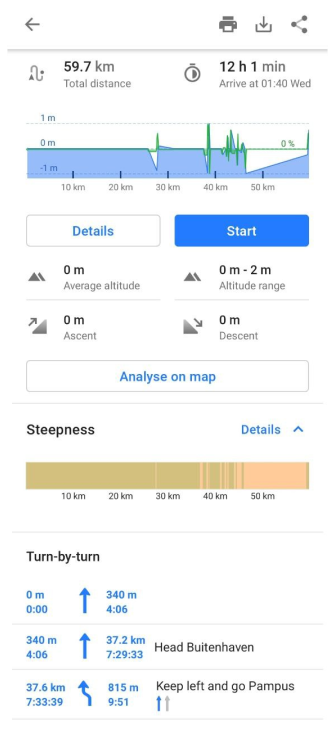 59.7 km
Total distance
12 h 1 min
Arrive at 01:40 Wed
1 m
0 m
0 %
-1 m
10 km 20 km 30 km 40 km 50 km
Details
Start
0 m
Average altitude
0 m - 2 m
Altitude range
0 m
Ascent
0 m
Descent
Analyse on map
Steepness
Details
10 km 20 km 30 km 40 km 50 km
Turn-by-turn
0 m
0:00
340 m
4:06
340 m
4:06
37.2 km
7:29:33
Head Buitenhaven
37.6 km
7:33:39
815 m
9:51
Keep left and go Pampus